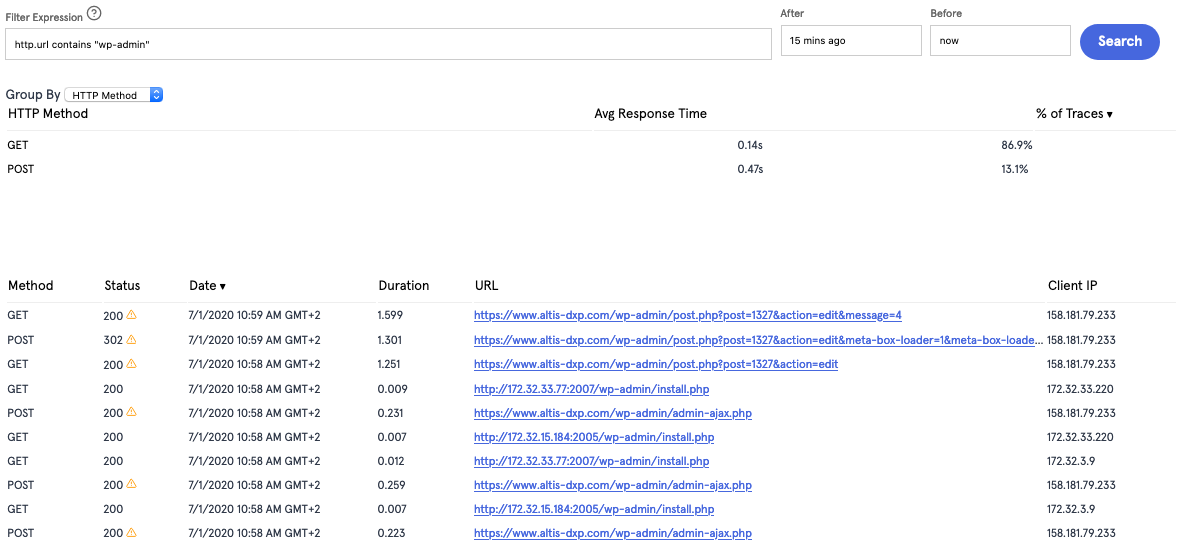 Filter Expression ? After Before
http.url contains "wp-admin" 15 mins ago now Search
Group By HTTP Method
HTTP Method Avg Response Time % of Traces ▼
GET 0.14s 86.9%
POST 0.47s 13.1%
Method Status Date ▼ Duration URL Client IP
GET 200 7/1/2020 10:59 AM GMT+2 1.599 https://www.altis-dxp.com/wp-admin/post.php?post=1327&action=edit&message=4 158.181.79.233
POST 302 7/1/2020 10:59 AM GMT+2 1.301 https://www.altis-dxp.com/wp-admin/post.php?post=1327&action=edit&meta-box-loader=1&meta-box-loade... 158.181.79.233
GET 200 7/1/2020 10:58 AM GMT+2 1.251 https://www.altis-dxp.com/wp-admin/post.php?post=1327&action=edit 158.181.79.233
GET 200 7/1/2020 10:58 AM GMT+2 0.009 http://172.32.33.77:2007/wp-admin/install.php 172.32.33.220
POST 200 7/1/2020 10:58 AM GMT+2 0.231 https://www.altis-dxp.com/wp-admin/admin-ajax.php 158.181.79.233
GET 200 7/1/2020 10:58 AM GMT+2 0.007 http://172.32.15.184:2005/wp-admin/install.php 172.32.33.220
GET 200 7/1/2020 10:58 AM GMT+2 0.012 http://172.32.33.77:2007/wp-admin/install.php 172.32.3.9
POST 200 7/1/2020 10:58 AM GMT+2 0.259 https://www.altis-dxp.com/wp-admin/admin-ajax.php 158.181.79.233
GET 200 7/1/2020 10:58 AM GMT+2 0.007 http://172.32.15.184:2005/wp-admin/install.php 172.32.3.9
POST 200 7/1/2020 10:58 AM GMT+2 0.223 https://www.altis-dxp.com/wp-admin/admin-ajax.php 158.181.79.233